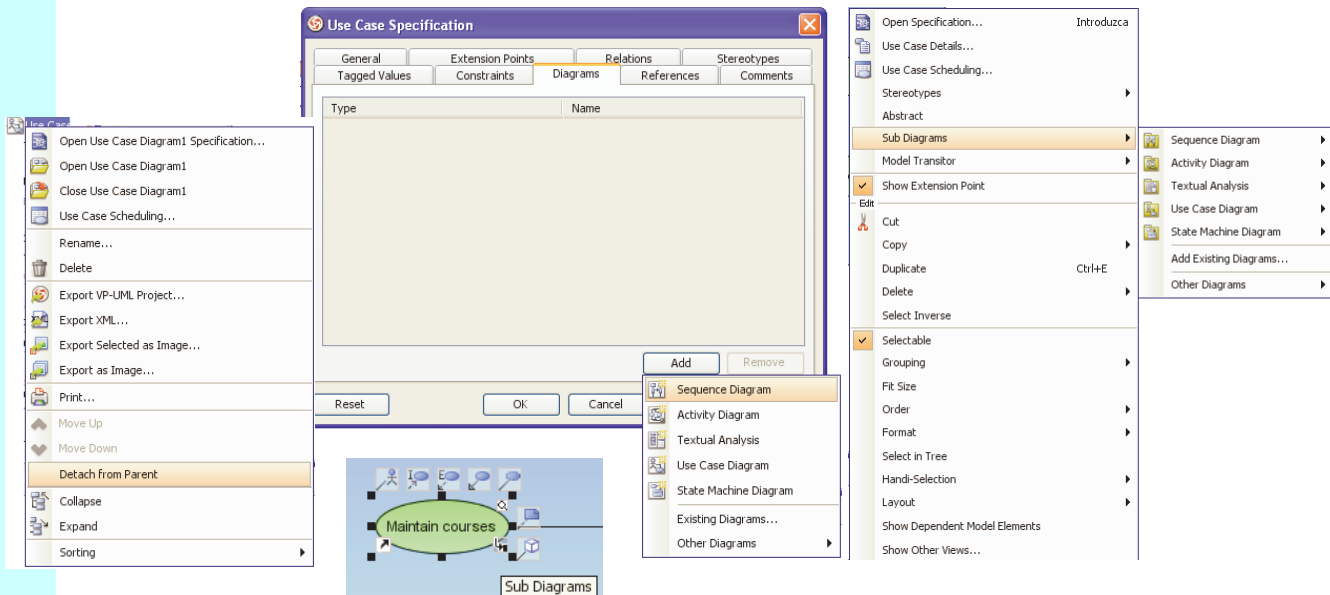 Use Case
Open Use Case Diagram1 Specification...
Open Use Case Diagram1
Close Use Case Diagram1
Use Case Scheduling...
Rename...
Delete
Export VP-UML Project...
Export XML...
Export Selected as Image...
Export as Image...
Print...
Move Up
Move Down
Detach from Parent
Collapse
Expand
Sorting
Use Case Specification
General Extension Points Relations Stereotypes
Tagged Values Constraints Diagrams References Comments
Type Name
Add Remove
Reset OK Cancel
Sequence Diagram
Activity Diagram
Textual Analysis
Use Case Diagram
State Machine Diagram
Existing Diagrams...
Other Diagrams
I E
Maintain courses
Sub Diagrams
Open Specification... Introduzca
Use Case Details...
Use Case Scheduling...
Stereotypes
Abstract
Sub Diagrams
Model Transitor
Show Extension Point
Edit
Cut
Copy
Duplicate Ctrl+E
Delete
Select Inverse
Selectable
Grouping
Fit Size
Order
Format
Select in Tree
Handi-Selection
Layout
Show Dependent Model Elements
Show Other Views...
Sequence Diagram
Activity Diagram
Textual Analysis
Use Case Diagram
State Machine Diagram
Add Existing Diagrams...
Other Diagrams